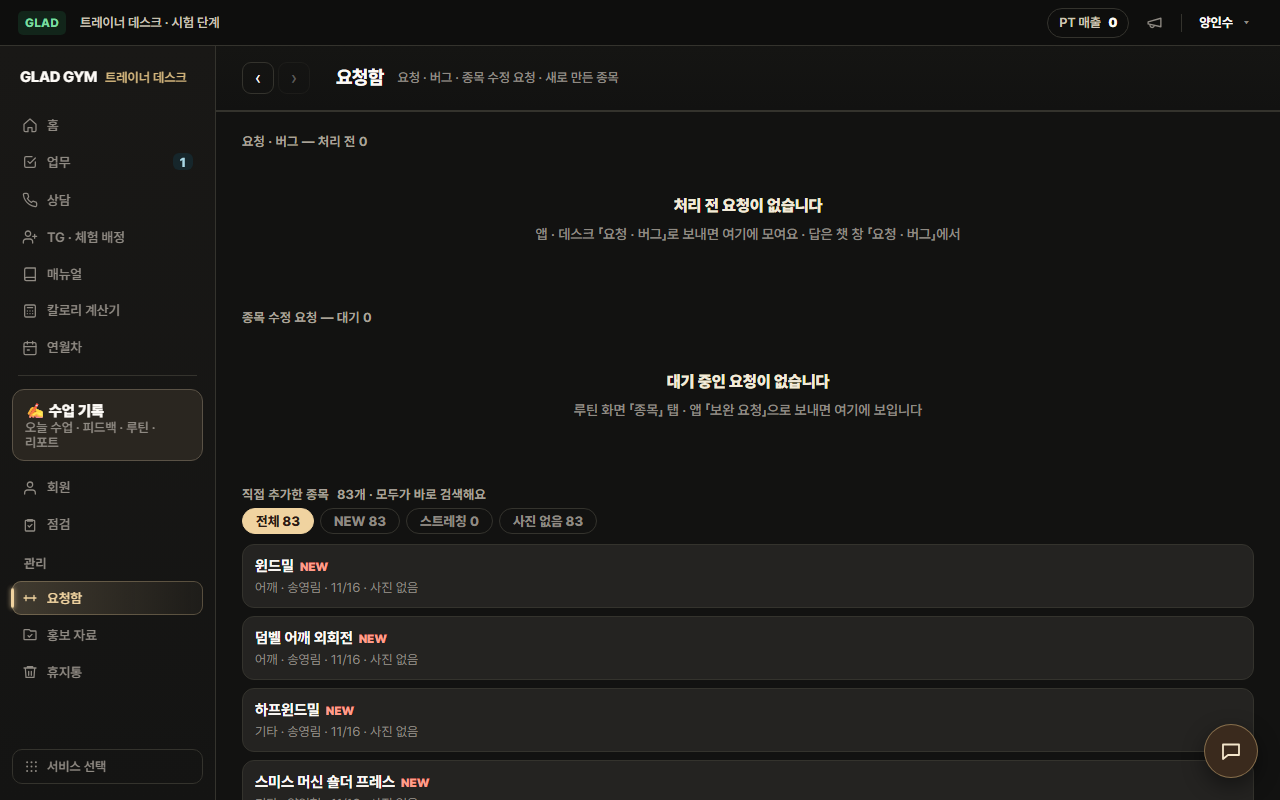 GLAD 트레이너 데스크 · 시험 단계
PT 매출 0
양인수
GLAD GYM 트레이너 데스크
홈
업무 1
상담
TG · 체험 배정
매뉴얼
칼로리 계산기
연월차
✍️ 수업 기록
오늘 수업 · 피드백 · 루틴 ·
리포트
회원
점검
관리
요청함
홍보 자료
휴지통
서비스 선택
요청함 요청 · 버그 · 종목 수정 요청 · 새로 만든 종목
요청 · 버그 — 처리 전 0
처리 전 요청이 없습니다
앱 · 데스크 「요청 · 버그」로 보내면 여기에 모여요 · 답은 챗 창 「요청 · 버그」에서
종목 수정 요청 — 대기 0
대기 중인 요청이 없습니다
루틴 화면 「종목」 탭 · 앱 「보완 요청」으로 보내면 여기에 보입니다
직접 추가한 종목 83개 · 모두가 바로 검색해요
전체 83 NEW 83 스트레칭 0 사진 없음 83
윈드밀 NEW
어깨 · 송영림 · 11/16 · 사진 없음
덤벨 어깨 외회전 NEW
어깨 · 송영림 · 11/16 · 사진 없음
하프윈드밀 NEW
기타 · 송영림 · 11/16 · 사진 없음
스미스 머신 숄더 프레스 NEW